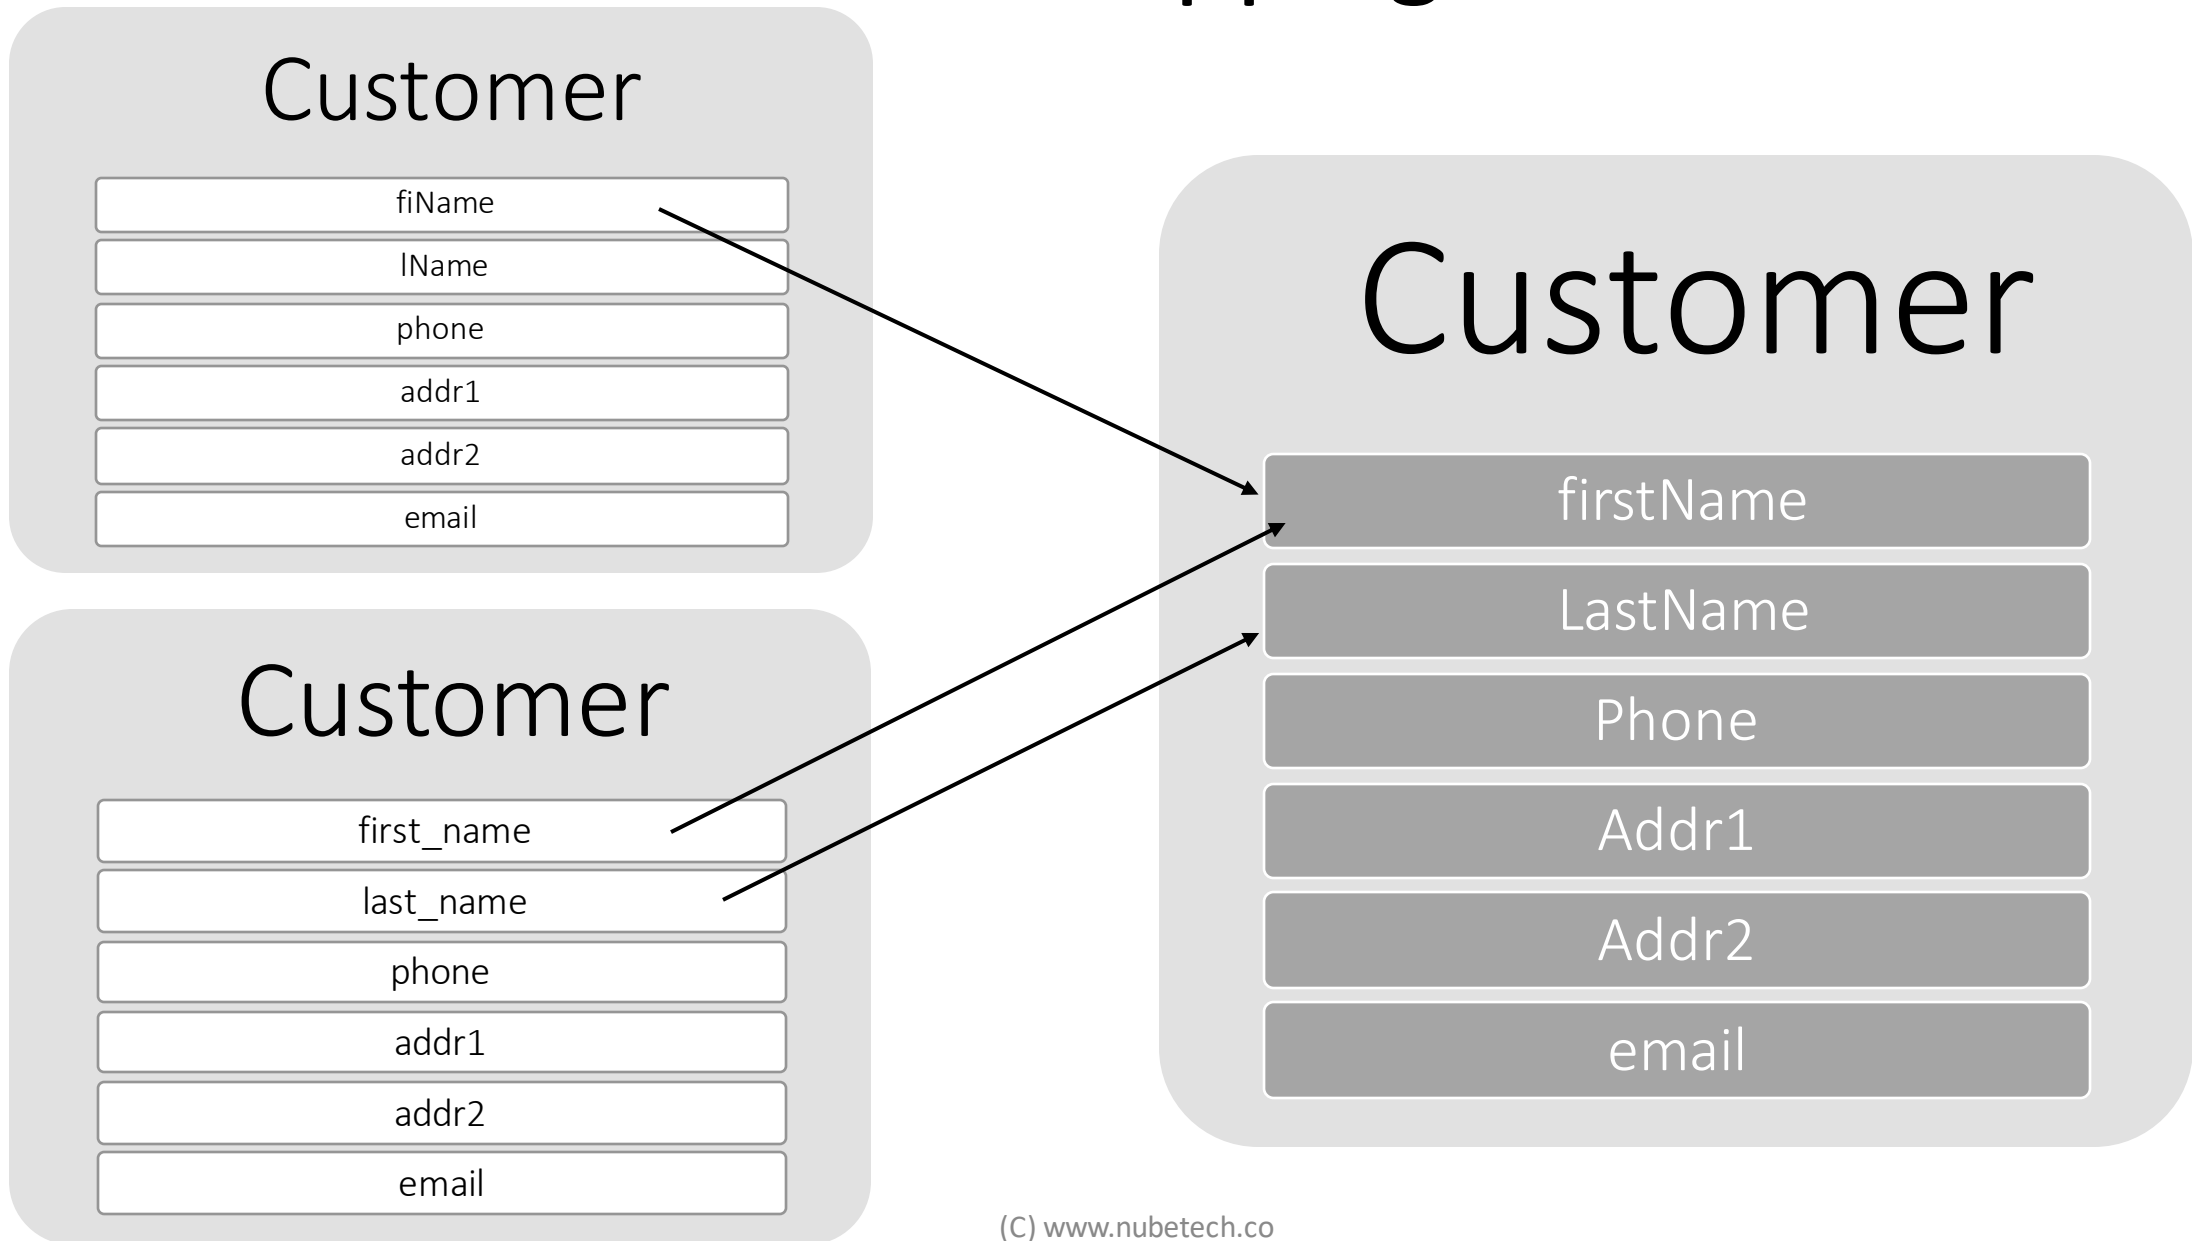 Customer
fiName
lName
phone
addr1
addr2
email
Customer
first_name
last_name
phone
addr1
addr2
email
Customer
firstName
LastName
Phone
Addr1
Addr2
email
(C) www.nubetech.co